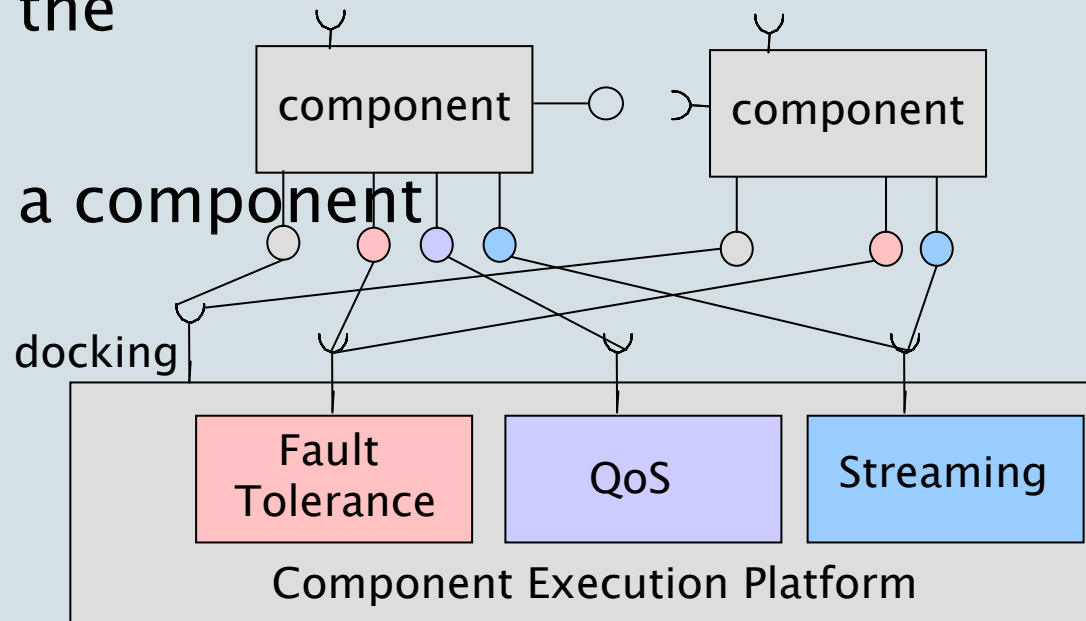 the
component
component
a component
docking
Fault
Tolerance
QoS
Streaming
Component Execution Platform